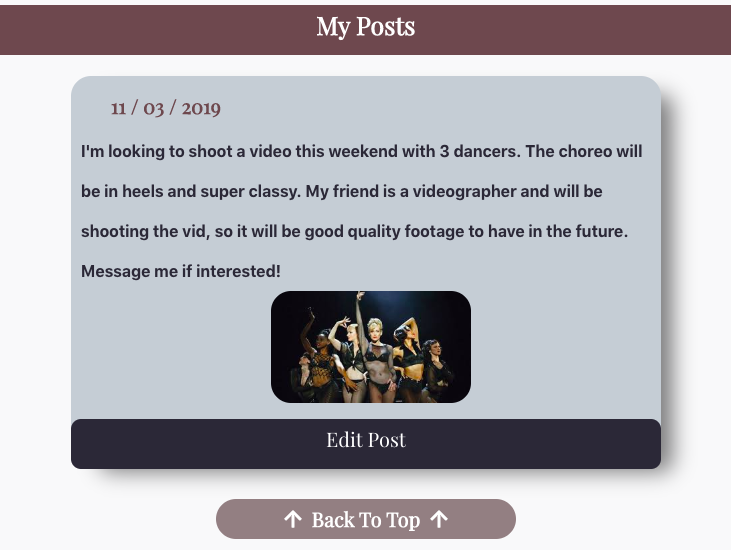 My Posts
11 / 03 / 2019
I'm looking to shoot a video this weekend with 3 dancers. The choreo will
be in heels and super classy. My friend is a videographer and will be
shooting the vid, so it will be good quality footage to have in the future.
Message me if interested!
Edit Post
↑ Back To Top ↑